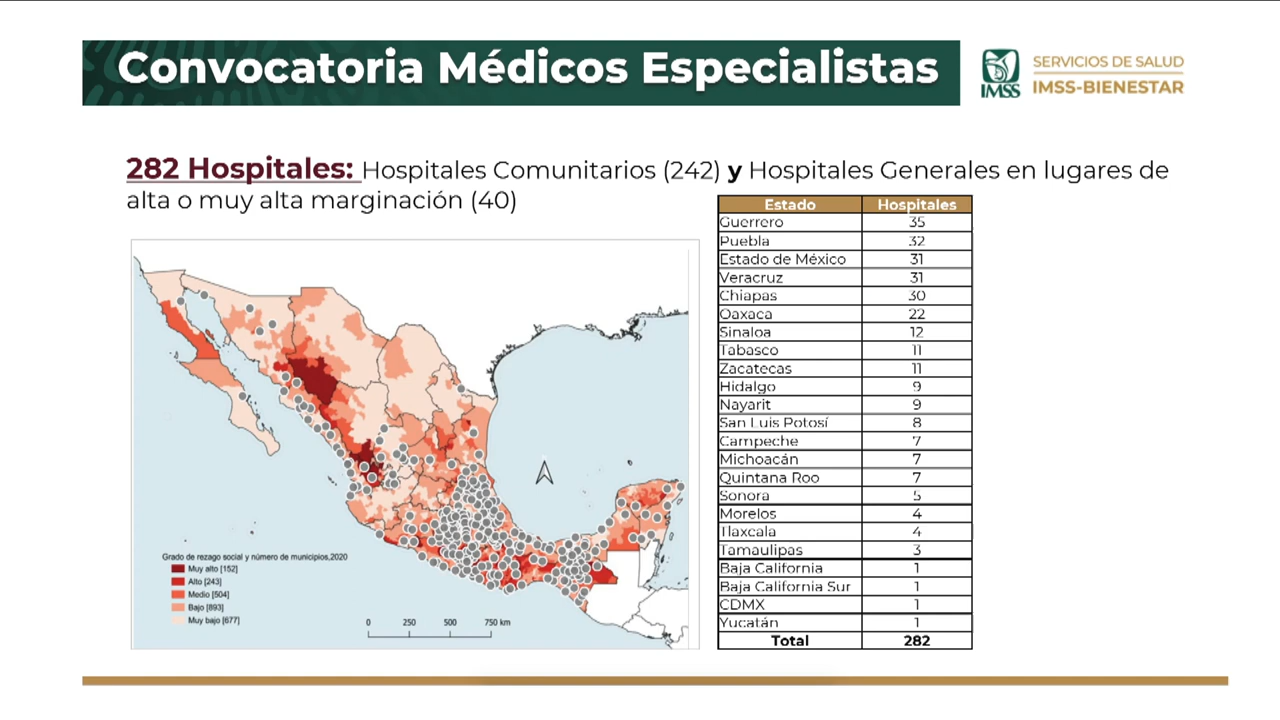 Convocatoria Médicos Especialistas
IMSS
SERVICIOS DE SALUD
IMSS-BIENESTAR
282 Hospitales: Hospitales Comunitarios (242) y Hospitales Generales en lugares de
alta o muy alta marginación (40)
Grado de rezago social y número de municipios,2020
Muy alto [152]
Alto [243]
Medio [504]
Bajo [893]
Muy bajo [677]
0 250 500 750 km
Estado Hospitales
Guerrero 35
Puebla 32
Estado de México 31
Veracruz 31
Chiapas 30
Oaxaca 22
Sinaloa 12
Tabasco 11
Zacatecas 11
Hidalgo 9
Nayarit 9
San Luis Potosí 8
Campeche 7
Michoacán 7
Quintana Roo 7
Sonora 5
Morelos 4
Tlaxcala 4
Tamaulipas 3
Baja California 1
Baja California Sur 1
CDMX 1
Yucatán 1
Total 282